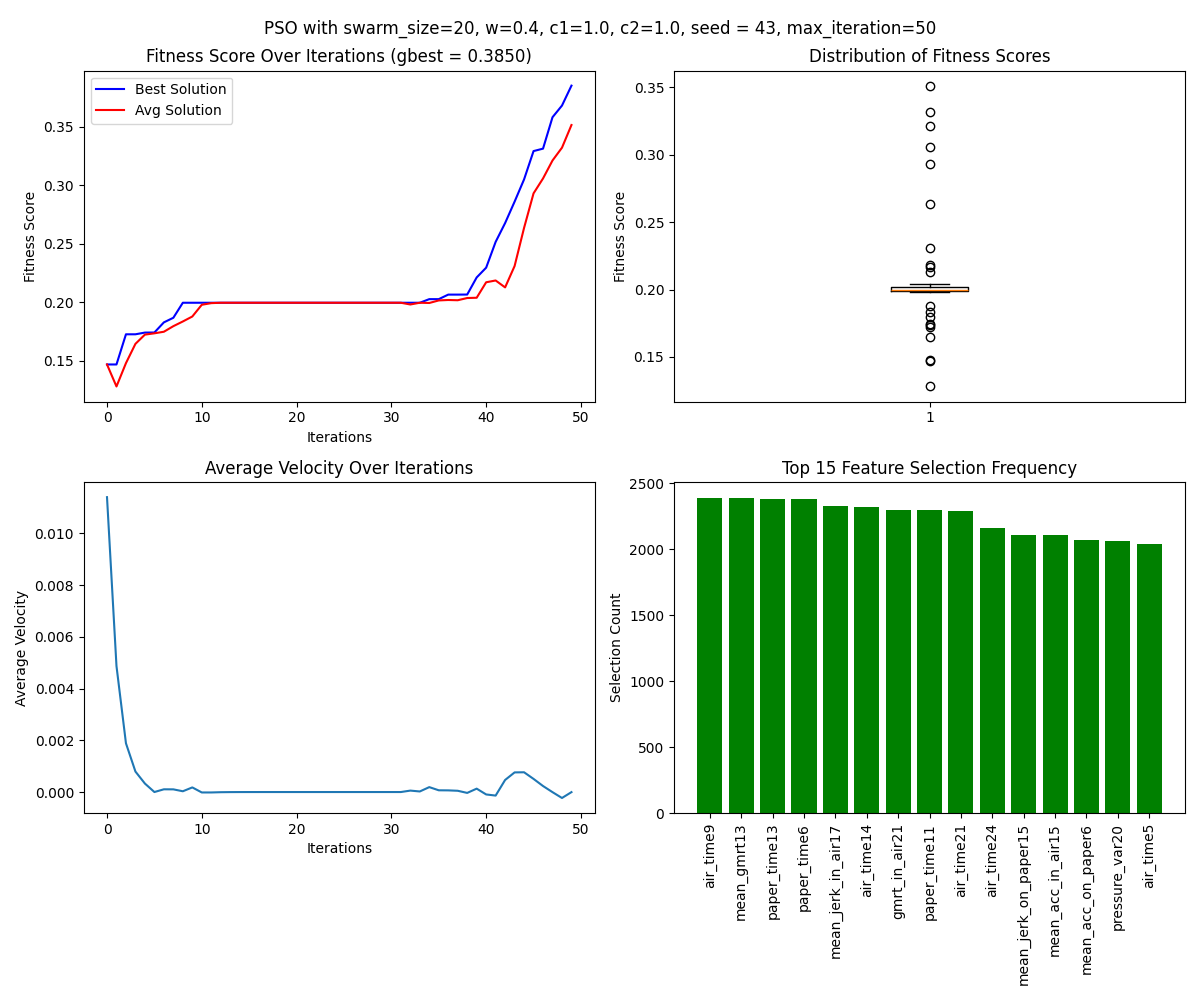 PSO with swarm_size=20, w=0.4, c1=1.0, c2=1.0, seed = 43, max_iteration=50
Fitness Score Over Iterations (gbest = 0.3850)
Best Solution
Avg Solution
Fitness Score
0.35
0.30
0.25
0.20
0.15
0 10 20 30 40 50
Iterations
Distribution of Fitness Scores
Fitness Score
0.35
0.30
0.25
0.20
0.15
1
Average Velocity Over Iterations
Average Velocity
0.010
0.008
0.006
0.004
0.002
0.000
0 10 20 30 40 50
Iterations
Top 15 Feature Selection Frequency
Selection Count
2500
2000
1500
1000
500
0
air_time9
mean_gmrt13
paper_time13
paper_time6
mean_jerk_in_air17
air_time14
gmrt_in_air21
paper_time11
air_time21
air_time24
mean_jerk_on_paper15
mean_acc_in_air15
mean_acc_on_paper6
pressure_var20
air_time5